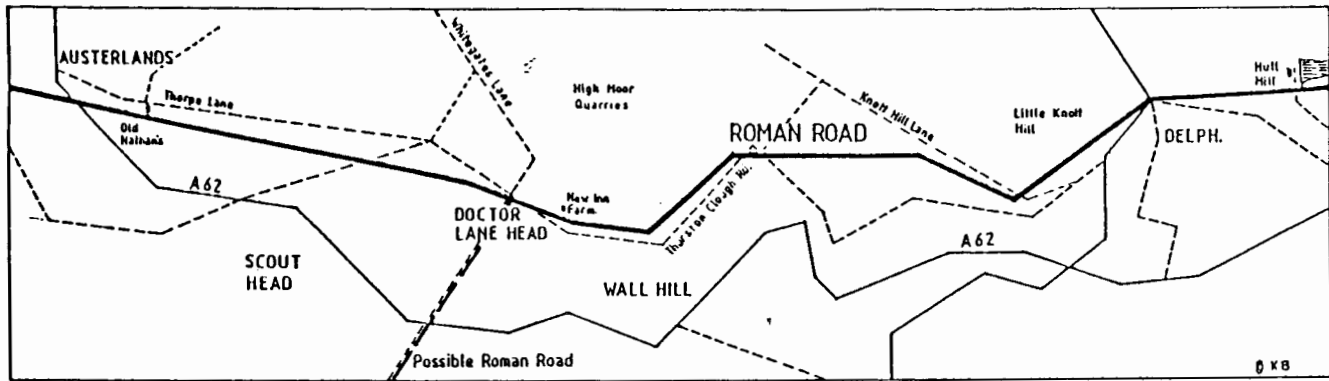 AUSTERLANDS
Thorpe Lane
Old
Nathan's
A62
SCOUT
HEAD
Whitegates Lane
High Moor
Quarries
DOCTOR
LANE HEAD
New Inn
Farm
Possible Roman Road
WALL HILL
Thurston Clough Rd.
ROMAN ROAD
Knott Hill Lane
Little Knott
Hill
A62
DELPH.
Hull
Hill
KB